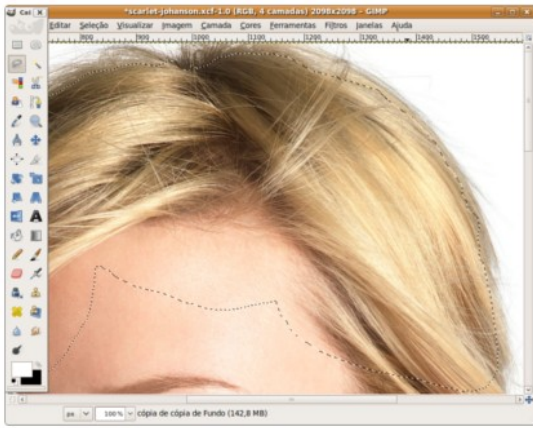 Cai
*scarlet-johanson.xcf-1.0 (RGB, 4 camadas) 2098x2098 – GIMP
Editar Seleção Visualizar Imagem Camada Cores Ferramentas Filtros Janelas Ajuda
800 900 1000 1100 1200 1300 1400 1500
px 100% cópia de cópia de Fundo (142,8 MB)